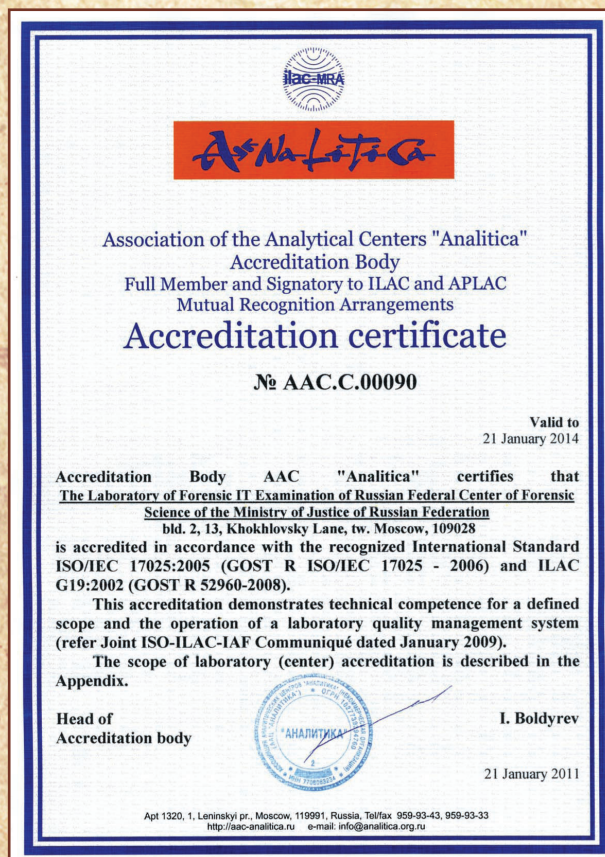 ilac-MRA
AsNaLiTiCa
Association of the Analytical Centers "Analitica"
Accreditation Body
Full Member and Signatory to ILAC and APLAC
Mutual Recognition Arrangements
Accreditation certificate
№ AAC.C.00090
Valid to
21 January 2014
Accreditation Body AAC "Analitica" certifies that
The Laboratory of Forensic IT Examination of Russian Federal Center of Forensic
Science of the Ministry of Justice of Russian Federation
bld. 2, 13, Khokhlovsky Lane, tw. Moscow, 109028
is accredited in accordance with the recognized International Standard
ISO/IEC 17025:2005 (GOST R ISO/IEC 17025 - 2006) and ILAC
G19:2002 (GOST R 52960-2008).
This accreditation demonstrates technical competence for a defined
scope and the operation of a laboratory quality management system
(refer Joint ISO-ILAC-IAF Communiqué dated January 2009).
The scope of laboratory (center) accreditation is described in the
Appendix.
Head of
Accreditation body
"АНАЛИТИКА"
I. Boldyrev
21 January 2011
Apt 1320, 1, Leninskyi pr., Moscow, 119991, Russia, Tel/fax 959-93-43, 959-93-33
http://aac-analitica.ru e-mail: info@analitica.org.ru